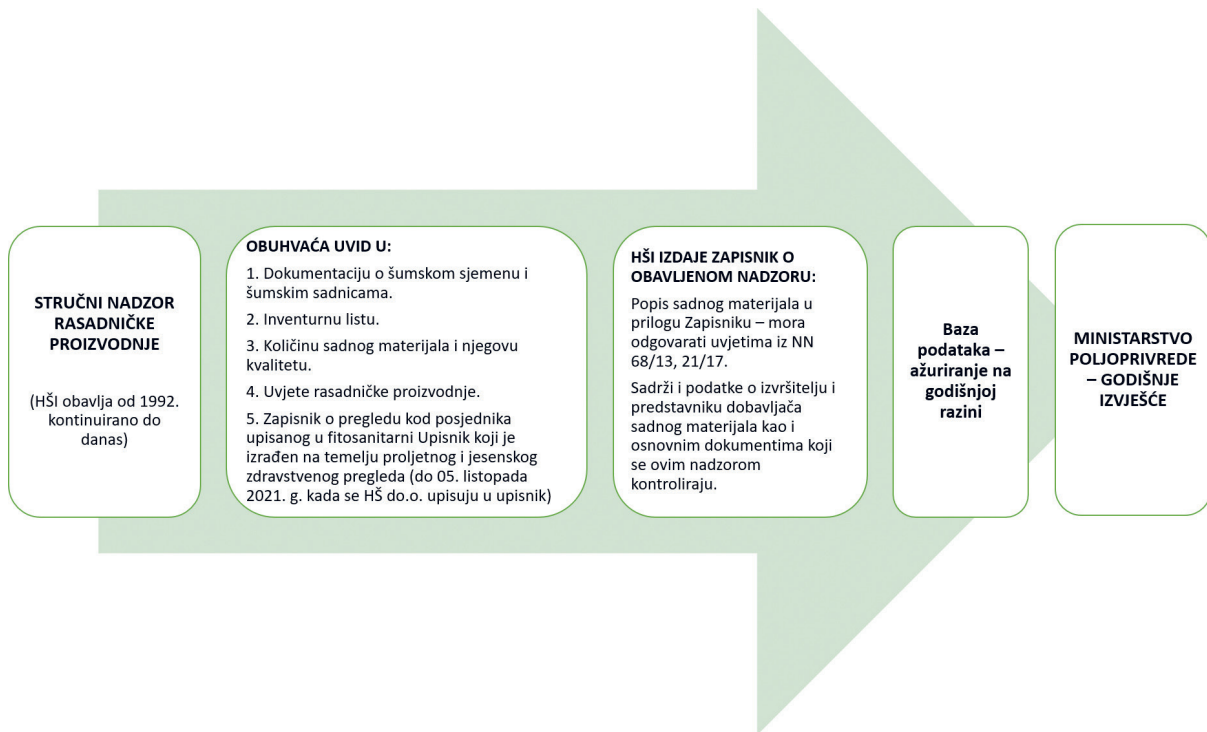 STRUČNI NADZOR
RASADNIČKE
PROIZVODNJE
(HŠI obavlja od 1992.
kontinuirano do
danas)
OBUHVAĆA UVID U:
1. Dokumentaciju o šumskom sjemenu i
šumskim sadnicama.
2. Inventurnu listu.
3. Količinu sadnog materijala i njegovu
kvalitetu.
4. Uvjete rasadničke proizvodnje.
5. Zapisnik o pregledu kod posjednika
upisanog u fitosanitarni Upisnik koji je
izrađen na temelju proljetnog i jesenskog
zdravstvenog pregleda (do 05. listopada
2021. g. kada se HŠ do.o. upisuju u upisnik)
HŠI IZDAJE ZAPISNIK O
OBAVLJENOM NADZORU:
Popis sadnog materijala u
prilogu Zapisniku – mora
odgovarati uvjetima iz NN
68/13, 21/17.
Sadrži i podatke o izvršitelju i
predstavniku dobavljača
sadnog materijala kao i
osnovnim dokumentima koji
se ovim nadzorom
kontroliraju.
Baza
podataka –
ažuriranje na
godišnjoj
razini
MINISTARSTVO
POLJOPRIVREDE
– GODIŠNJE
IZVJEŠĆE